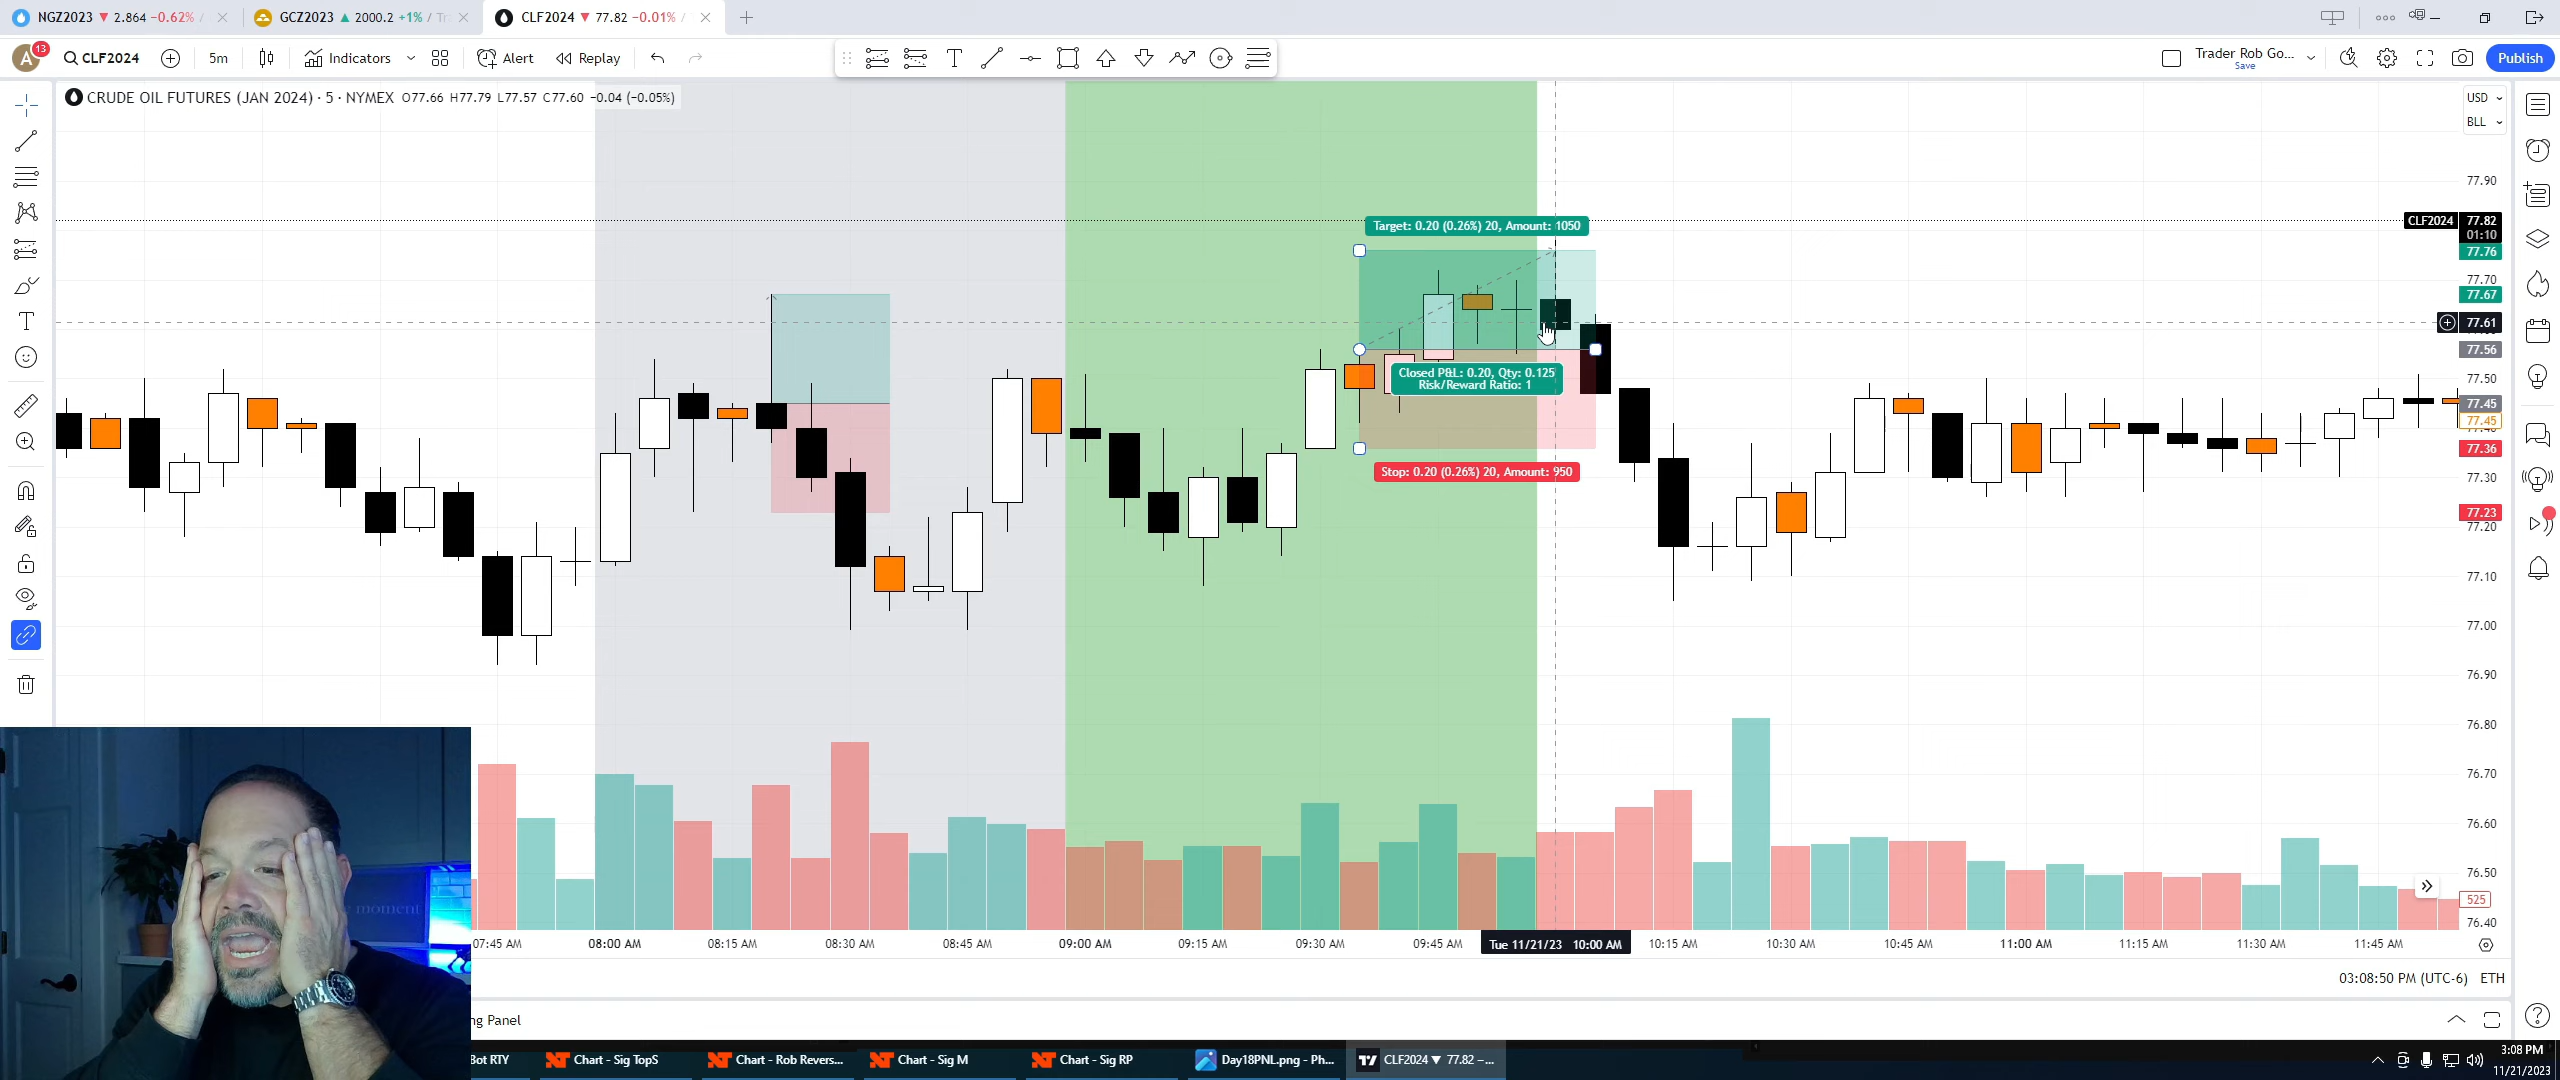 NGZ2023 ▼ 2.864 −0.62% /
GCZ2023 ▲ 2000.2 +1% / Tr
CLF2024 ▼ 77.82 −0.01% /
A 13
CLF2024
5m
Indicators
Alert
Replay
Trader Rob Go...
Save
Publish
CRUDE OIL FUTURES (JAN 2024) · 5 · NYMEX O77.66 H77.79 L77.57 C77.60 −0.04 (−0.05%)
USD
BLL
77.90
CLF2024 77.82
01:10
77.76
77.70
77.67
77.61
77.56
77.50
77.45
77.45
77.36
77.30
77.23
77.20
77.10
77.00
76.90
76.80
76.70
76.60
76.50
525
76.40
Target: 0.20 (0.26%) 20, Amount: 1050
Closed P&L: 0.20, Qty: 0.125
Risk/Reward Ratio: 1
Stop: 0.20 (0.26%) 20, Amount: 950
moment
07:45 AM 08:00 AM 08:15 AM 08:30 AM 08:45 AM 09:00 AM 09:15 AM 09:30 AM 09:45 AM Tue 11/21/23 10:00 AM 10:15 AM 10:30 AM 10:45 AM 11:00 AM 11:15 AM 11:30 AM 11:45 AM
03:08:50 PM (UTC-6) ETH
ng Panel
Bot RTY
Chart - Sig TopS
Chart - Rob Revers...
Chart - Sig M
Chart - Sig RP
Day18PNL.png - Ph...
CLF2024 ▼ 77.82 −...
3:08 PM
11/21/2023